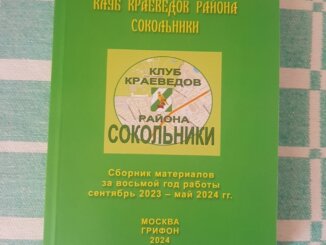 КЛУБ КРАЕВЕДОВ РАЙОНА
СОКОЛЬНИКИ
КЛУБ
КРАЕВЕДОВ
РАЙОНА
СОКОЛЬНИКИ
Сборник материалов
за восьмой год работы
сентябрь 2023 – май 2024 гг.
МОСКВА
ГРИФОН
2024